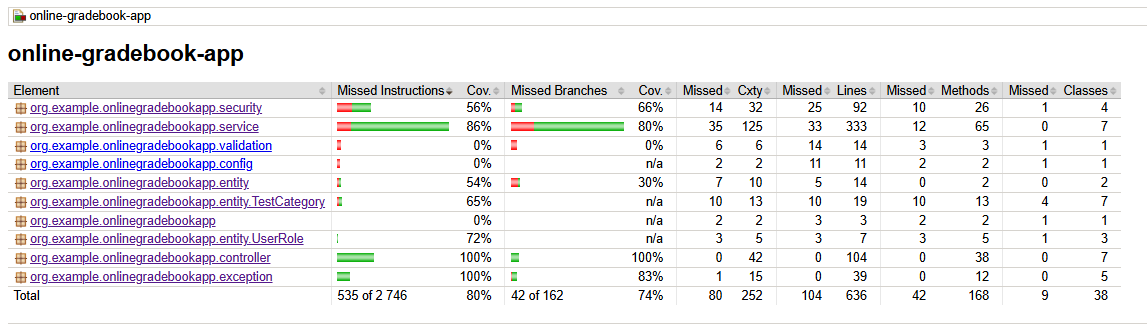 online-gradebook-app
online-gradebook-app
Element Missed Instructions Cov. Missed Branches Cov. Missed Cxty Missed Lines Missed Methods Missed Classes
org.example.onlinegradebookapp.security 56% 66% 14 32 25 92 10 26 1 4
org.example.onlinegradebookapp.service 86% 80% 35 125 33 333 12 65 0 7
org.example.onlinegradebookapp.validation 0% 0% 6 6 14 14 3 3 1 1
org.example.onlinegradebookapp.config 0% n/a 2 2 11 11 2 2 1 1
org.example.onlinegradebookapp.entity 54% 30% 7 10 5 14 0 2 0 2
org.example.onlinegradebookapp.entity.TestCategory 65% n/a 10 13 10 19 10 13 4 7
org.example.onlinegradebookapp 0% n/a 2 2 3 3 2 2 1 1
org.example.onlinegradebookapp.entity.UserRole 72% n/a 3 5 3 7 3 5 1 3
org.example.onlinegradebookapp.controller 100% 100% 0 42 0 104 0 38 0 7
org.example.onlinegradebookapp.exception 100% 83% 1 15 0 39 0 12 0 5
Total 535 of 2 746 80% 42 of 162 74% 80 252 104 636 42 168 9 38